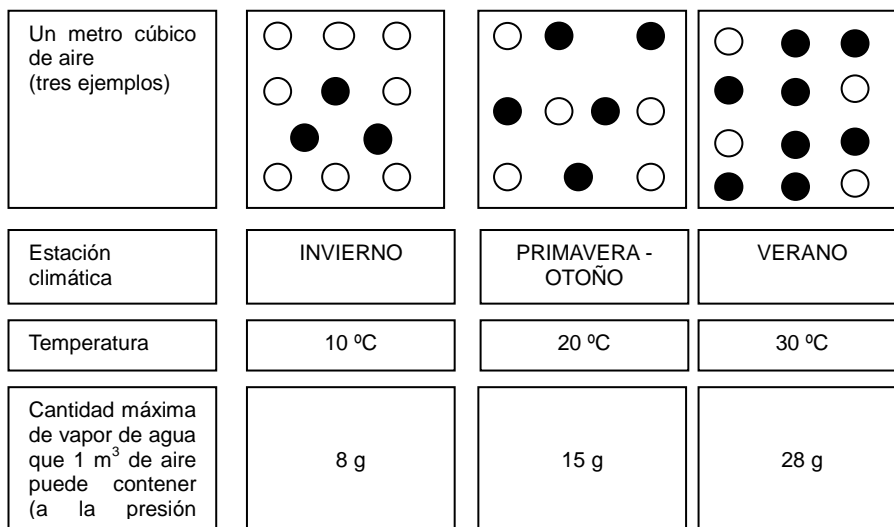 Un metro cúbico
de aire
(tres ejemplos)
Estación
climática
INVIERNO
PRIMAVERA -
OTOÑO
VERANO
Temperatura
10 ºC
20 ºC
30 ºC
Cantidad máxima
de vapor de agua
que 1 m³ de aire
puede contener
(a la presión
8 g
15 g
28 g